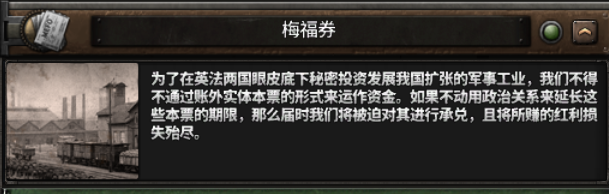 梅福券
MEFO
为了在英法两国眼皮底下秘密投资发展我国扩张的军事工业，我们不得
不通过账外实体本票的形式来运作资金。如果不动用政治关系来延长这
些本票的期限，那么届时我们将被迫对其进行承兑，且将所赚的红利损
失殆尽。